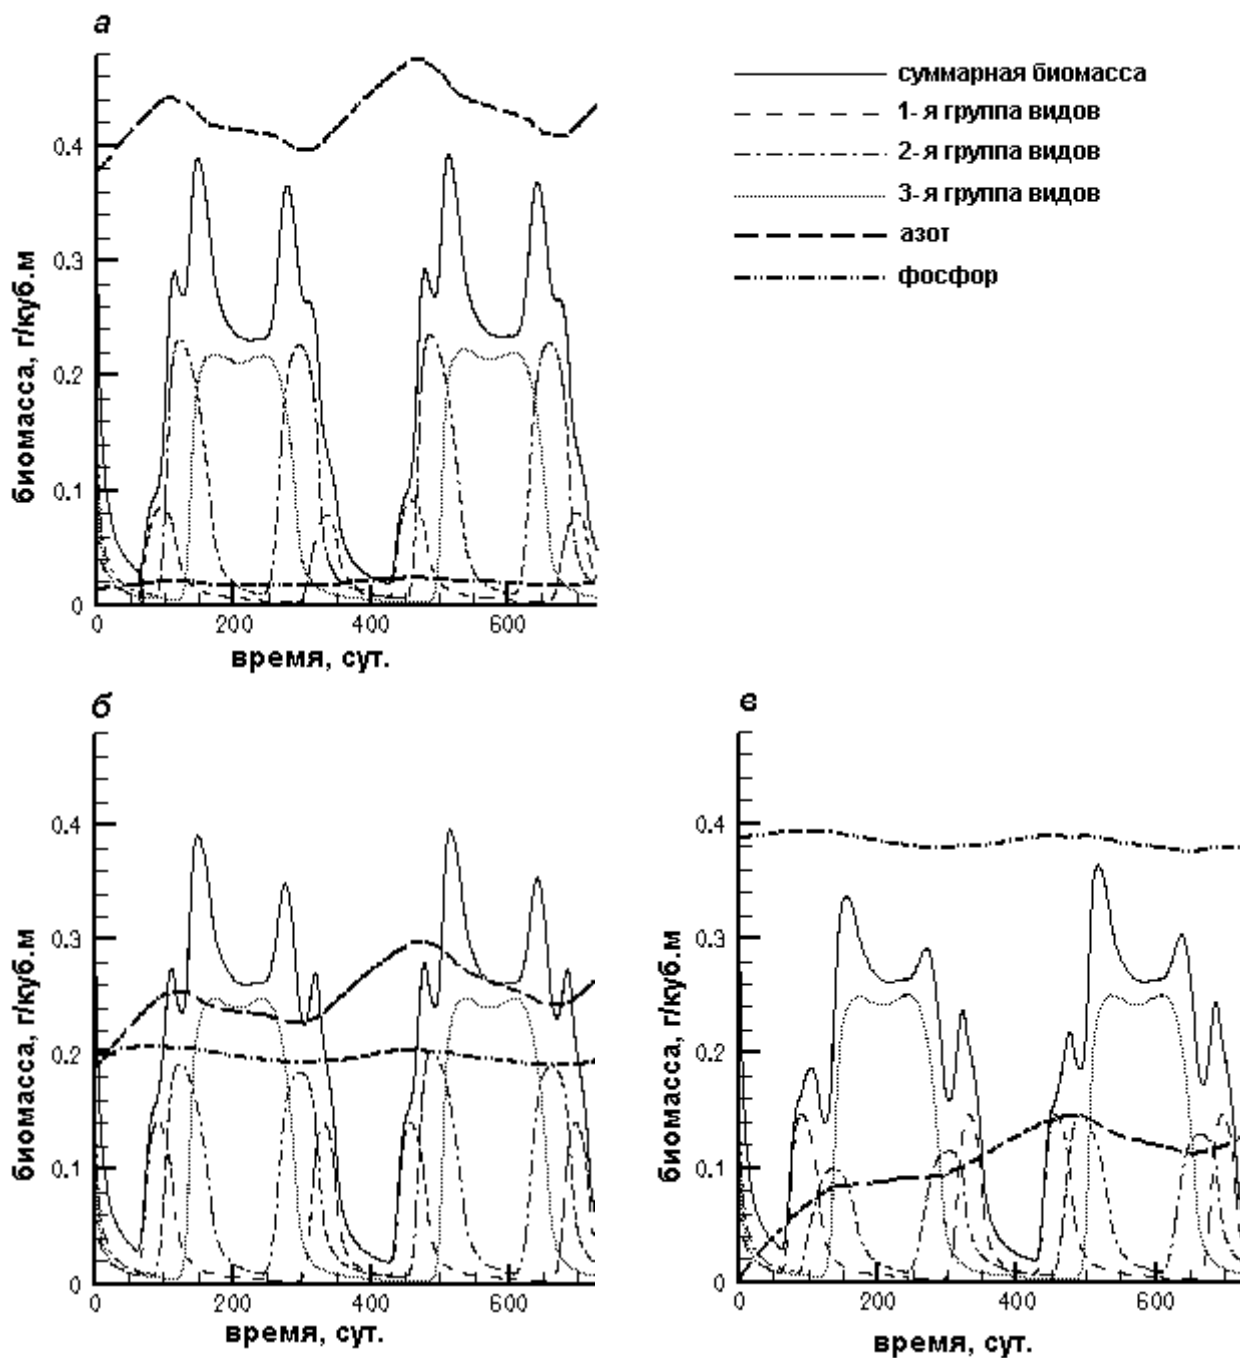 а
суммарная биомасса
1- я группа видов
2-я группа видов
3- я группа видов
азот
фосфор
биомасса, г/куб.м
0.4
0.3
0.2
0.1
0
0 200 400 600
время, сут.
б
биомасса, г/куб.м
0.4
0.3
0.2
0.1
0
0 200 400 600
время, сут.
в
биомасса, г/куб.м
0.4
0.3
0.2
0.1
0
0 200 400 600
время, сут.